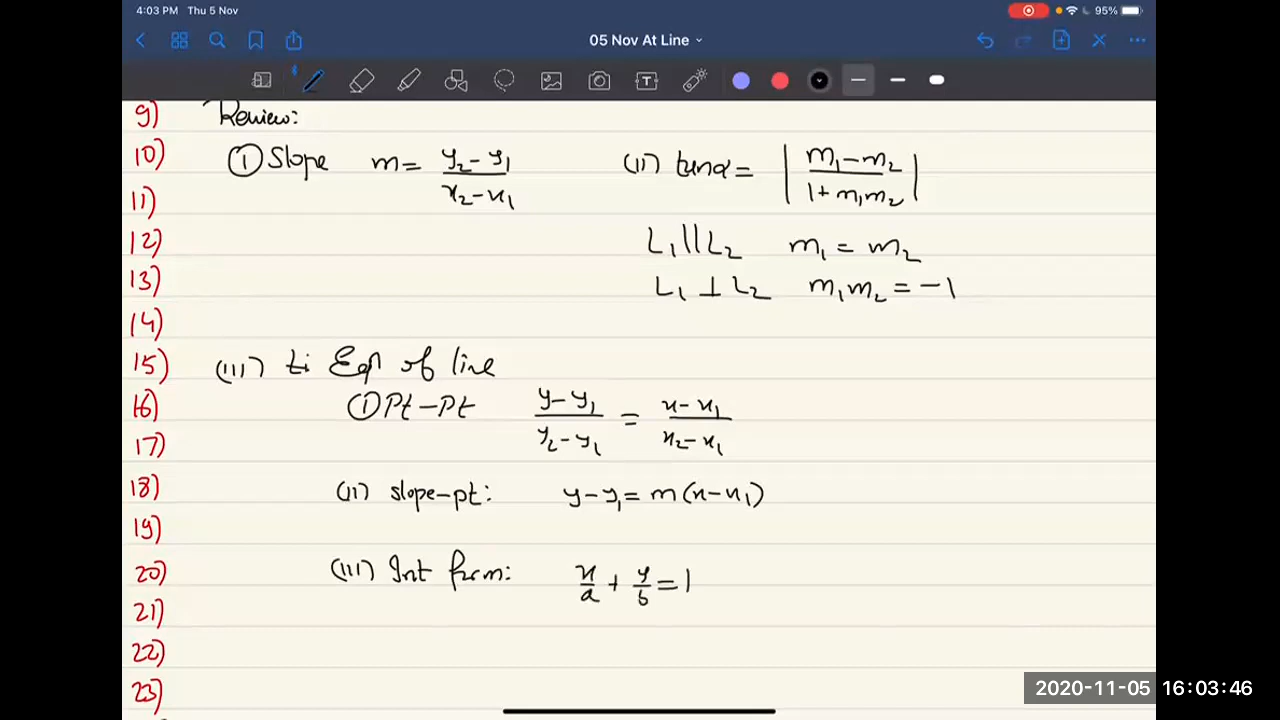 4:03 PM Thu 5 Nov 95%
05 Nov At Line
9) Review:
10) ① Slope m = (y₂ - y₁)/(x₂ - x₁) (ii) tanα = |(m₁ - m₂)/(1 + m₁m₂)|
11)
12) L₁ || L₂ m₁ = m₂
13) L₁ ⊥ L₂ m₁m₂ = -1
14)
15) (iii) Eqn of line
16) ① Pt-Pt (y - y₁)/(y₂ - y₁) = (x - x₁)/(x₂ - x₁)
17)
18) (ii) slope-pt: y - y₁ = m(x - x₁)
19)
20) (iii) Int form: x/a + y/b = 1
21)
22)
23)
2020-11-05 16:03:46